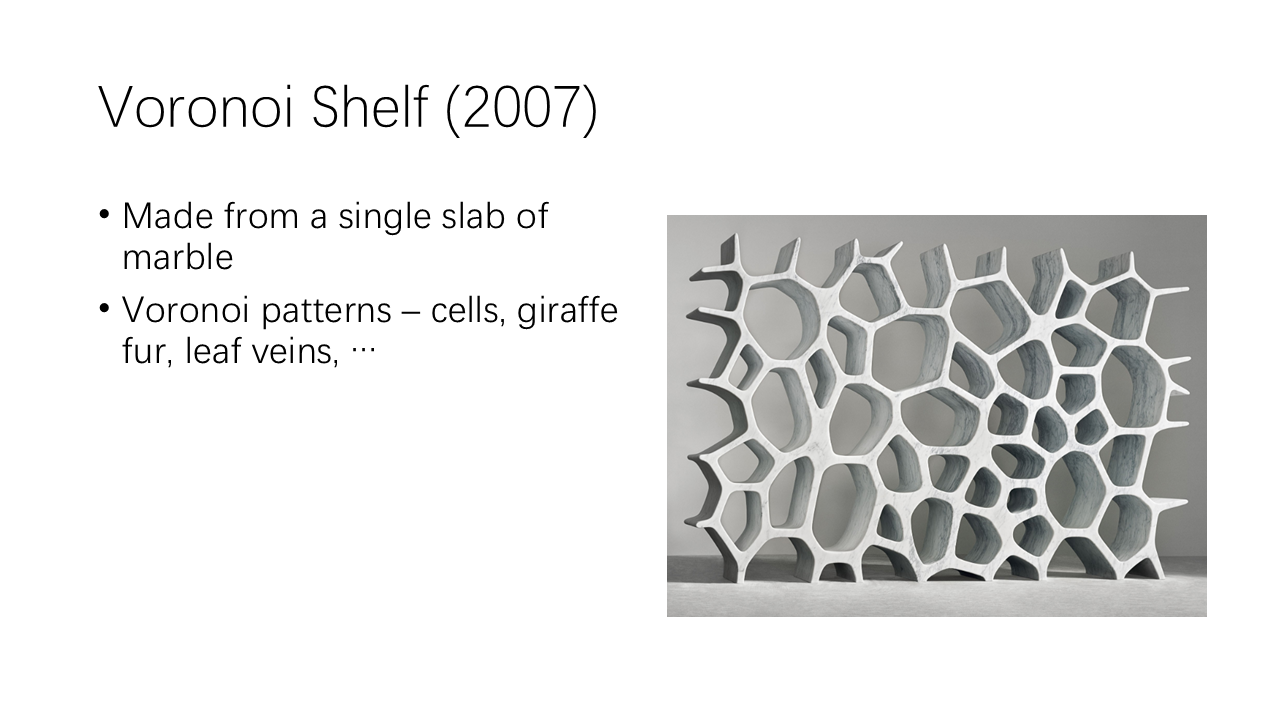 Voronoi Shelf (2007)
• Made from a single slab of
marble
• Voronoi patterns – cells, giraffe
fur, leaf veins, …